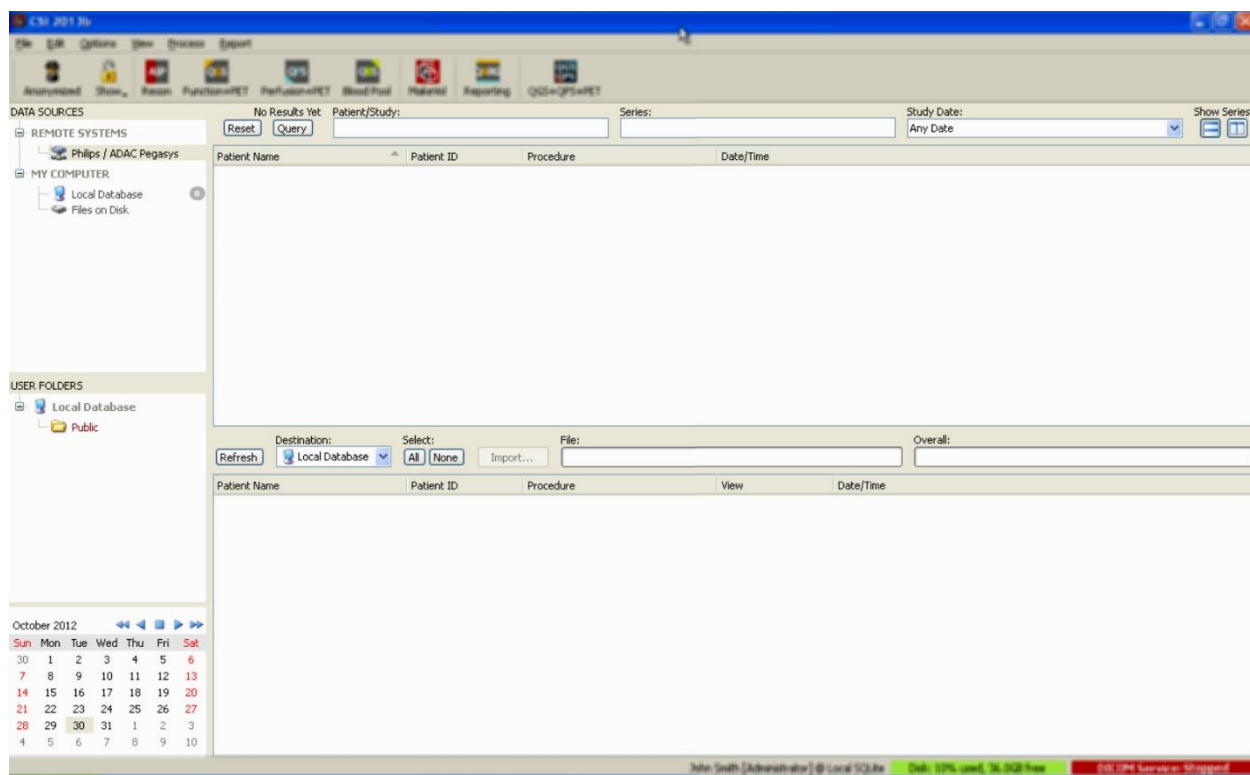 CSI 2013b
File Edit Options View Process Export
Anonymized Show Recon Function+PET Perfusion+PET Blood Pool Reporting QGS+QPS+PET
DATA SOURCES
REMOTE SYSTEMS
Philips / ADAC Pegasys
MY COMPUTER
Local Database
Files on Disk
USER FOLDERS
Local Database
Public
October 2012
Sun Mon Tue Wed Thu Fri Sat
30 1 2 3 4 5 6
7 8 9 10 11 12 13
14 15 16 17 18 19 20
21 22 23 24 25 26 27
28 29 30 31 1 2 3
4 5 6 7 8 9 10
No Results Yet Patient/Study: Series: Study Date: Show Series
Reset Query Any Date
Patient Name Patient ID Procedure Date/Time
Destination: Select: File: Overall:
Refresh Local Database All None Import...
Patient Name Patient ID Procedure View Date/Time
John Smith [Administrator] @ Local SQLite Disk: 10% used, 36.0GB free DICOM Service: Stopped